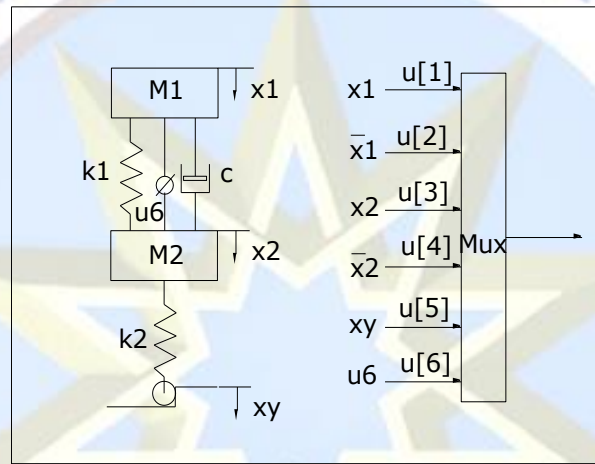 M1
x1
k1
u6
c
M2
x2
k2
xy
x1 u[1]
x̄1 u[2]
x2 u[3]
x̄2 u[4]
xy u[5]
u6 u[6]
Mux